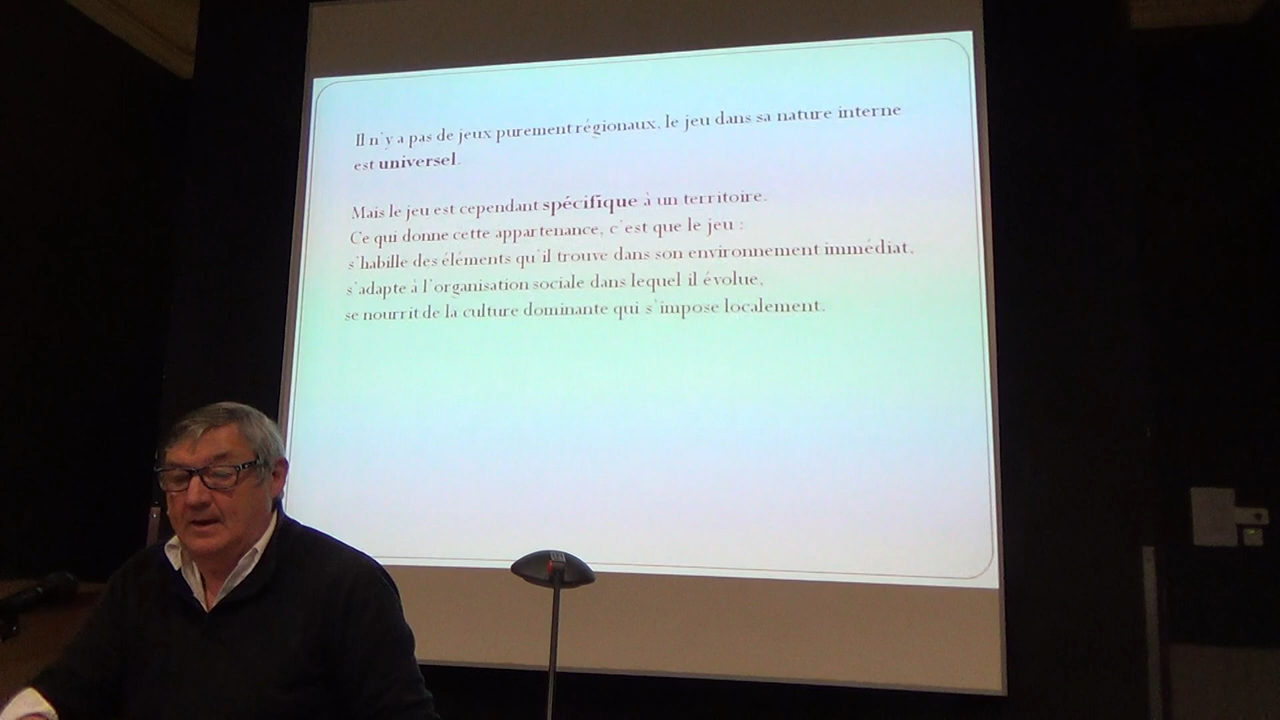 Il n'y a pas de jeux purement régionaux, le jeu dans sa nature interne
est universel.
Mais le jeu est cependant spécifique à un territoire.
Ce qui donne cette appartenance, c'est que le jeu :
s'habille des éléments qu'il trouve dans son environnement immédiat,
s'adapte à l'organisation sociale dans lequel il évolue,
se nourrit de la culture dominante qui s'impose localement.